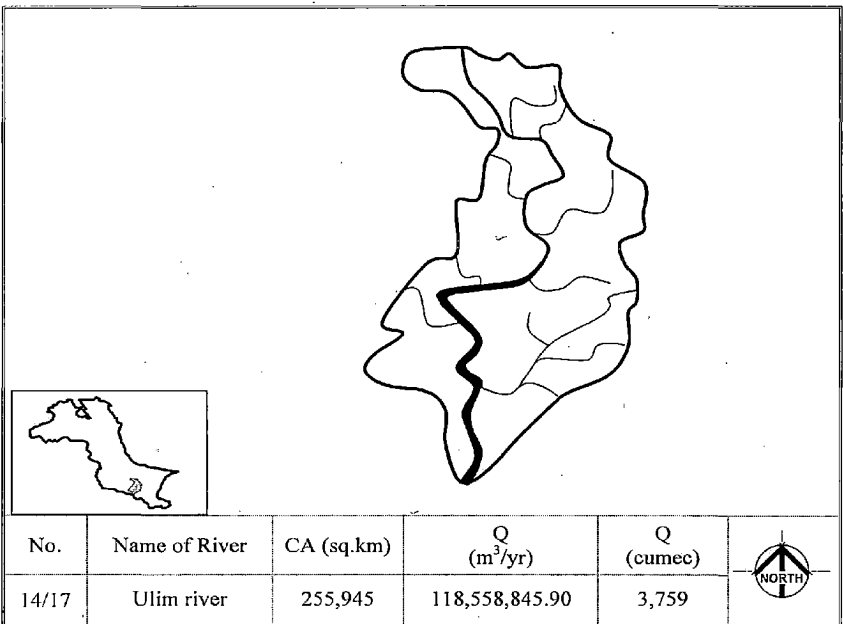 No. Name of River CA (sq.km) Q (m³/yr) Q (cumec)
NORTH
14/17 Ulim river 255,945 118,558,845.90 3,759